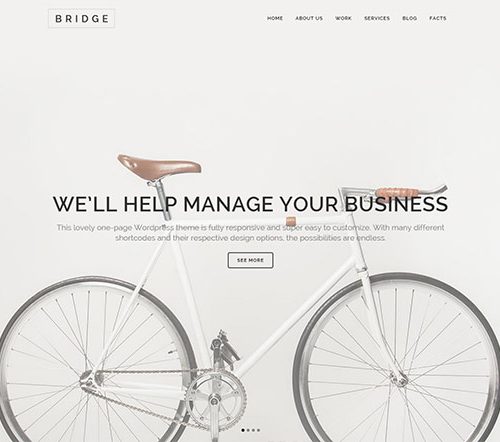 BRIDGE
HOME ABOUT US WORK SERVICES BLOG FACTS
WE'LL HELP MANAGE YOUR BUSINESS
This lovely one-page Wordpress theme is fully responsive and super easy to customize. With many different
shortcodes and their respective design options, the possibilities are endless.
SEE MORE